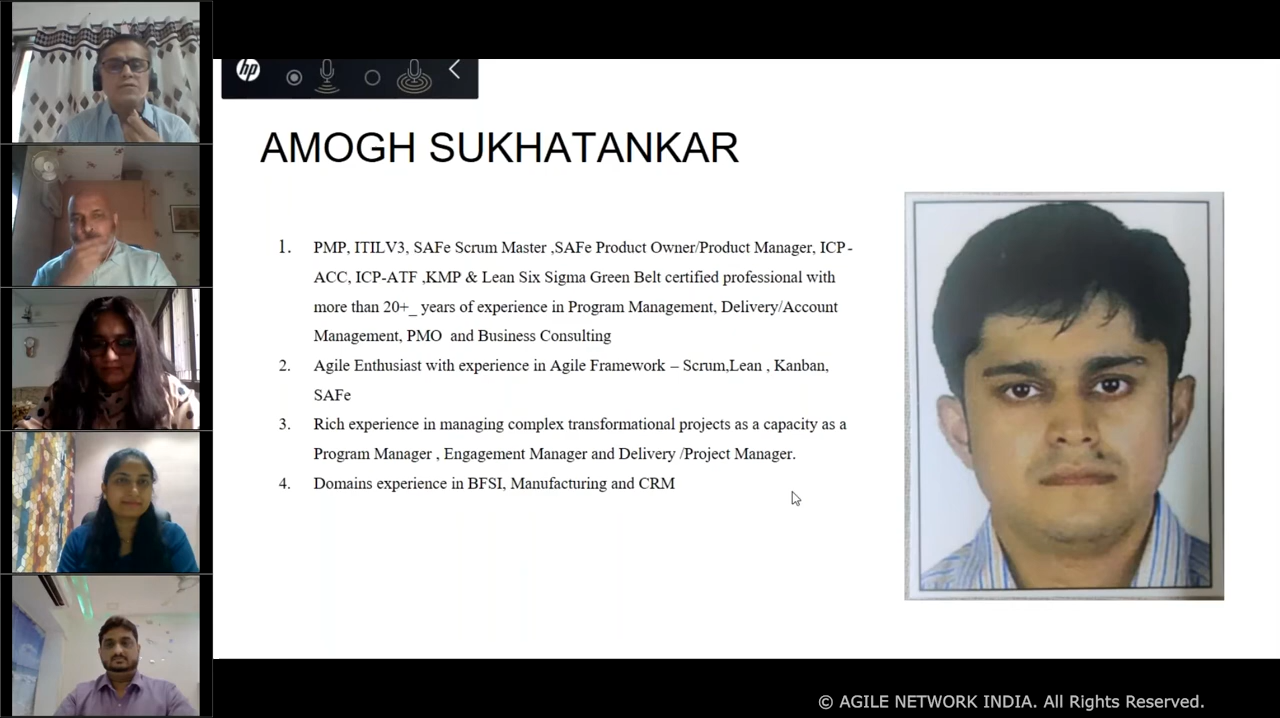 hp
AMOGH SUKHATANKAR
1. PMP, ITILV3, SAFe Scrum Master ,SAFe Product Owner/Product Manager, ICP-
ACC, ICP-ATF ,KMP & Lean Six Sigma Green Belt certified professional with
more than 20+_ years of experience in Program Management, Delivery/Account
Management, PMO and Business Consulting
2. Agile Enthusiast with experience in Agile Framework – Scrum,Lean , Kanban,
SAFe
3. Rich experience in managing complex transformational projects as a capacity as a
Program Manager , Engagement Manager and Delivery /Project Manager.
4. Domains experience in BFSI, Manufacturing and CRM
© AGILE NETWORK INDIA. All Rights Reserved.